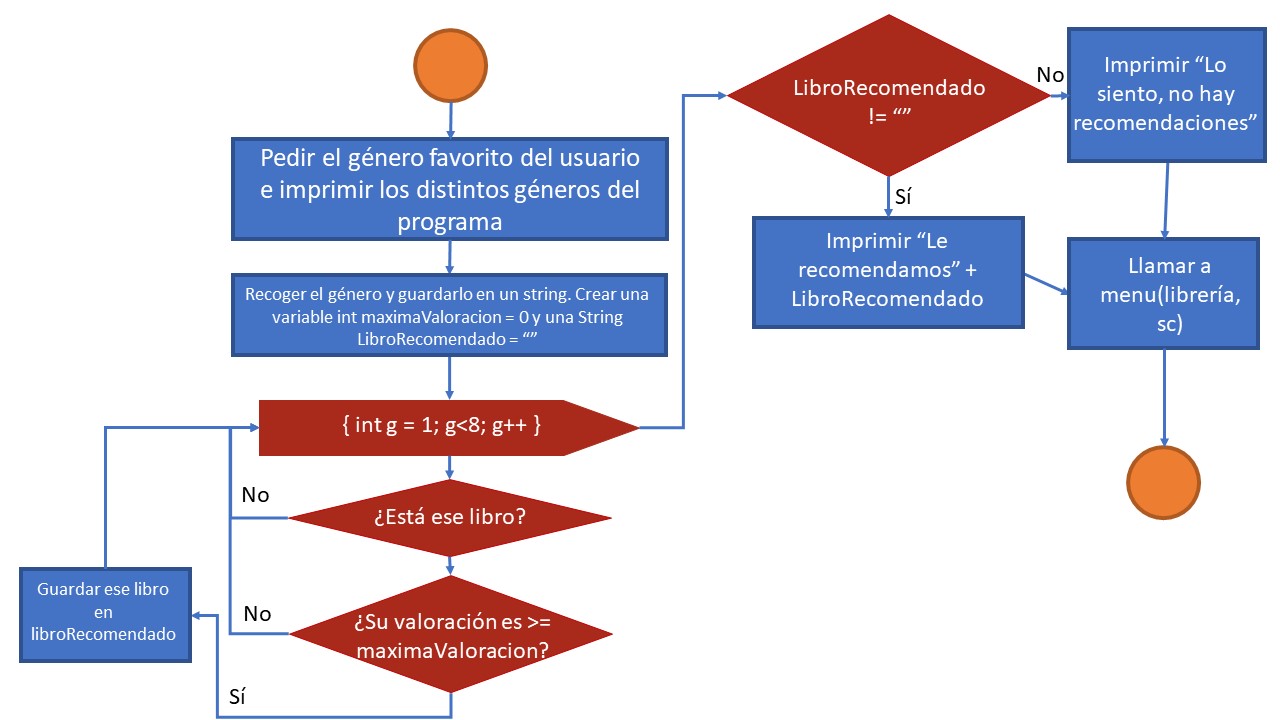 Pedir el género favorito del usuario
e imprimir los distintos géneros del
programa
Recoger el género y guardarlo en un string. Crear una
variable int maximaValoracion = 0 y una String
LibroRecomendado = “”
{ int g = 1; g<8; g++ }
No
¿Está ese libro?
No
¿Su valoración es >=
maximaValoracion?
Sí
Guardar ese libro
en
libroRecomendado
LibroRecomendado
!= “”
No
Imprimir “Lo
siento, no hay
recomendaciones”
Sí
Imprimir “Le
recomendamos” +
LibroRecomendado
Llamar a
menu(librería,
sc)